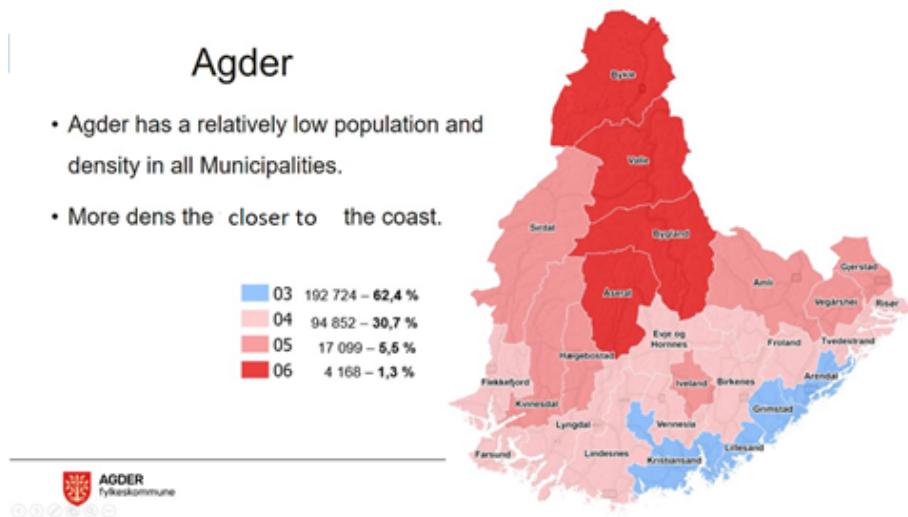 Agder
• Agder has a relatively low population and
density in all Municipalities.
• More dens the closer to the coast.
03 192 724 – 62,4 %
04 94 852 – 30,7 %
05 17 099 – 5,5 %
06 4 168 – 1,3 %
AGDER
fylkeskommune
Bykle
Valle
Sirdal
Bygland
Gjerstad
Åmli
Vegårshei
Åseral
Risør
Evje og
Hornnes
Froland
Tvedestrand
Hægebostad
Arendal
Flekkefjord
Iveland
Birkenes
Kvinesdal
Grimstad
Lyngdal
Vennesla
Lillesand
Farsund
Lindesnes
Kristiansand